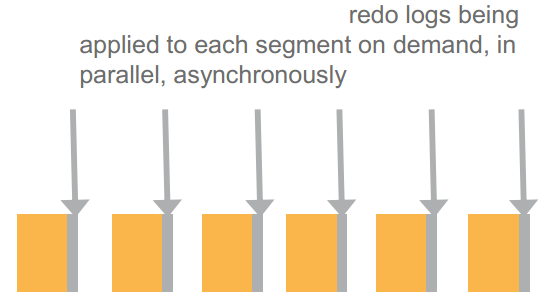 redo logs being
applied to each segment on demand, in
parallel, asynchronously